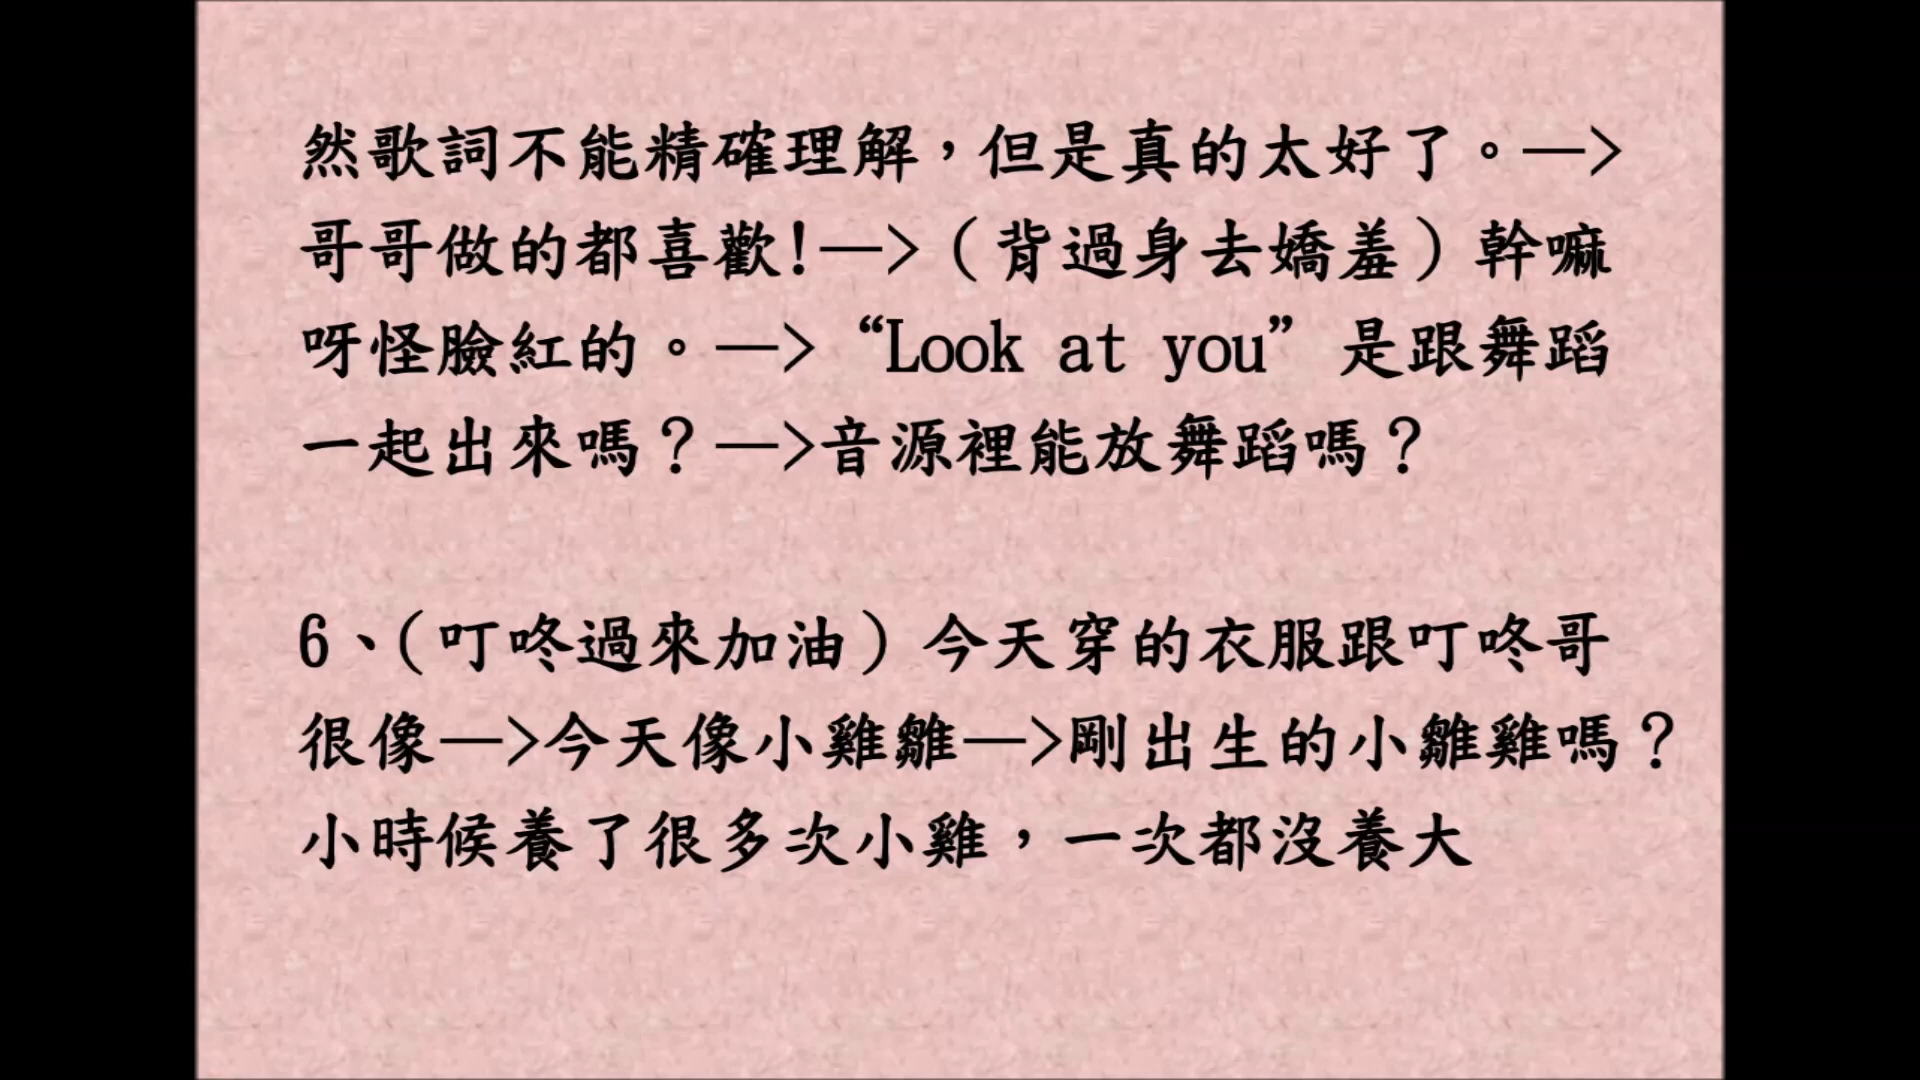 然歌詞不能精確理解，但是真的太好了。—>
哥哥做的都喜歡!—>（背過身去嬌羞）幹嘛
呀怪臉紅的。—>“Look at you”是跟舞蹈
一起出來嗎？—>音源裡能放舞蹈嗎？
6、（叮咚過來加油）今天穿的衣服跟叮咚哥
很像—>今天像小雞雛—>剛出生的小雛雞嗎？
小時候養了很多次小雞，一次都沒養大